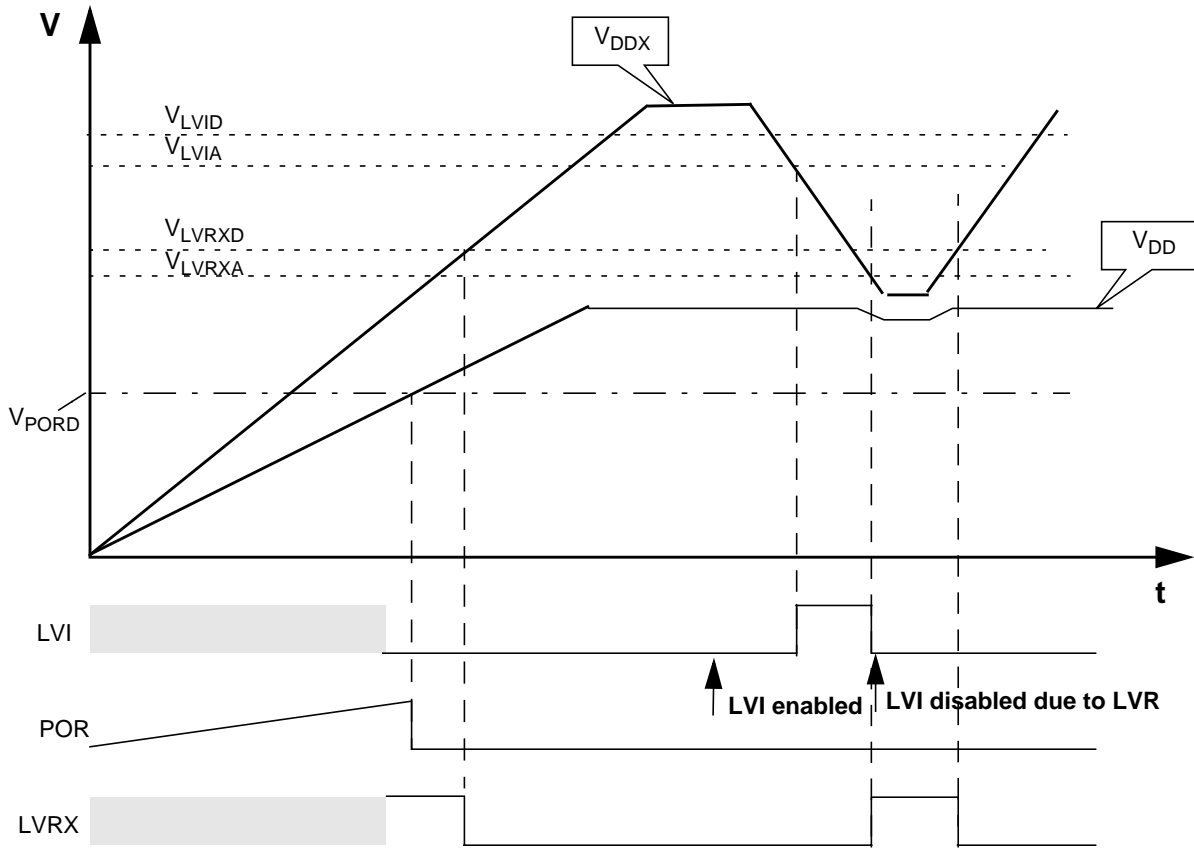 V
VDDX
VLVID
VLVIA
VLVRXD
VLVRXA
VDD
VPORD
t
LVI
LVI enabled
LVI disabled due to LVR
POR
LVRX